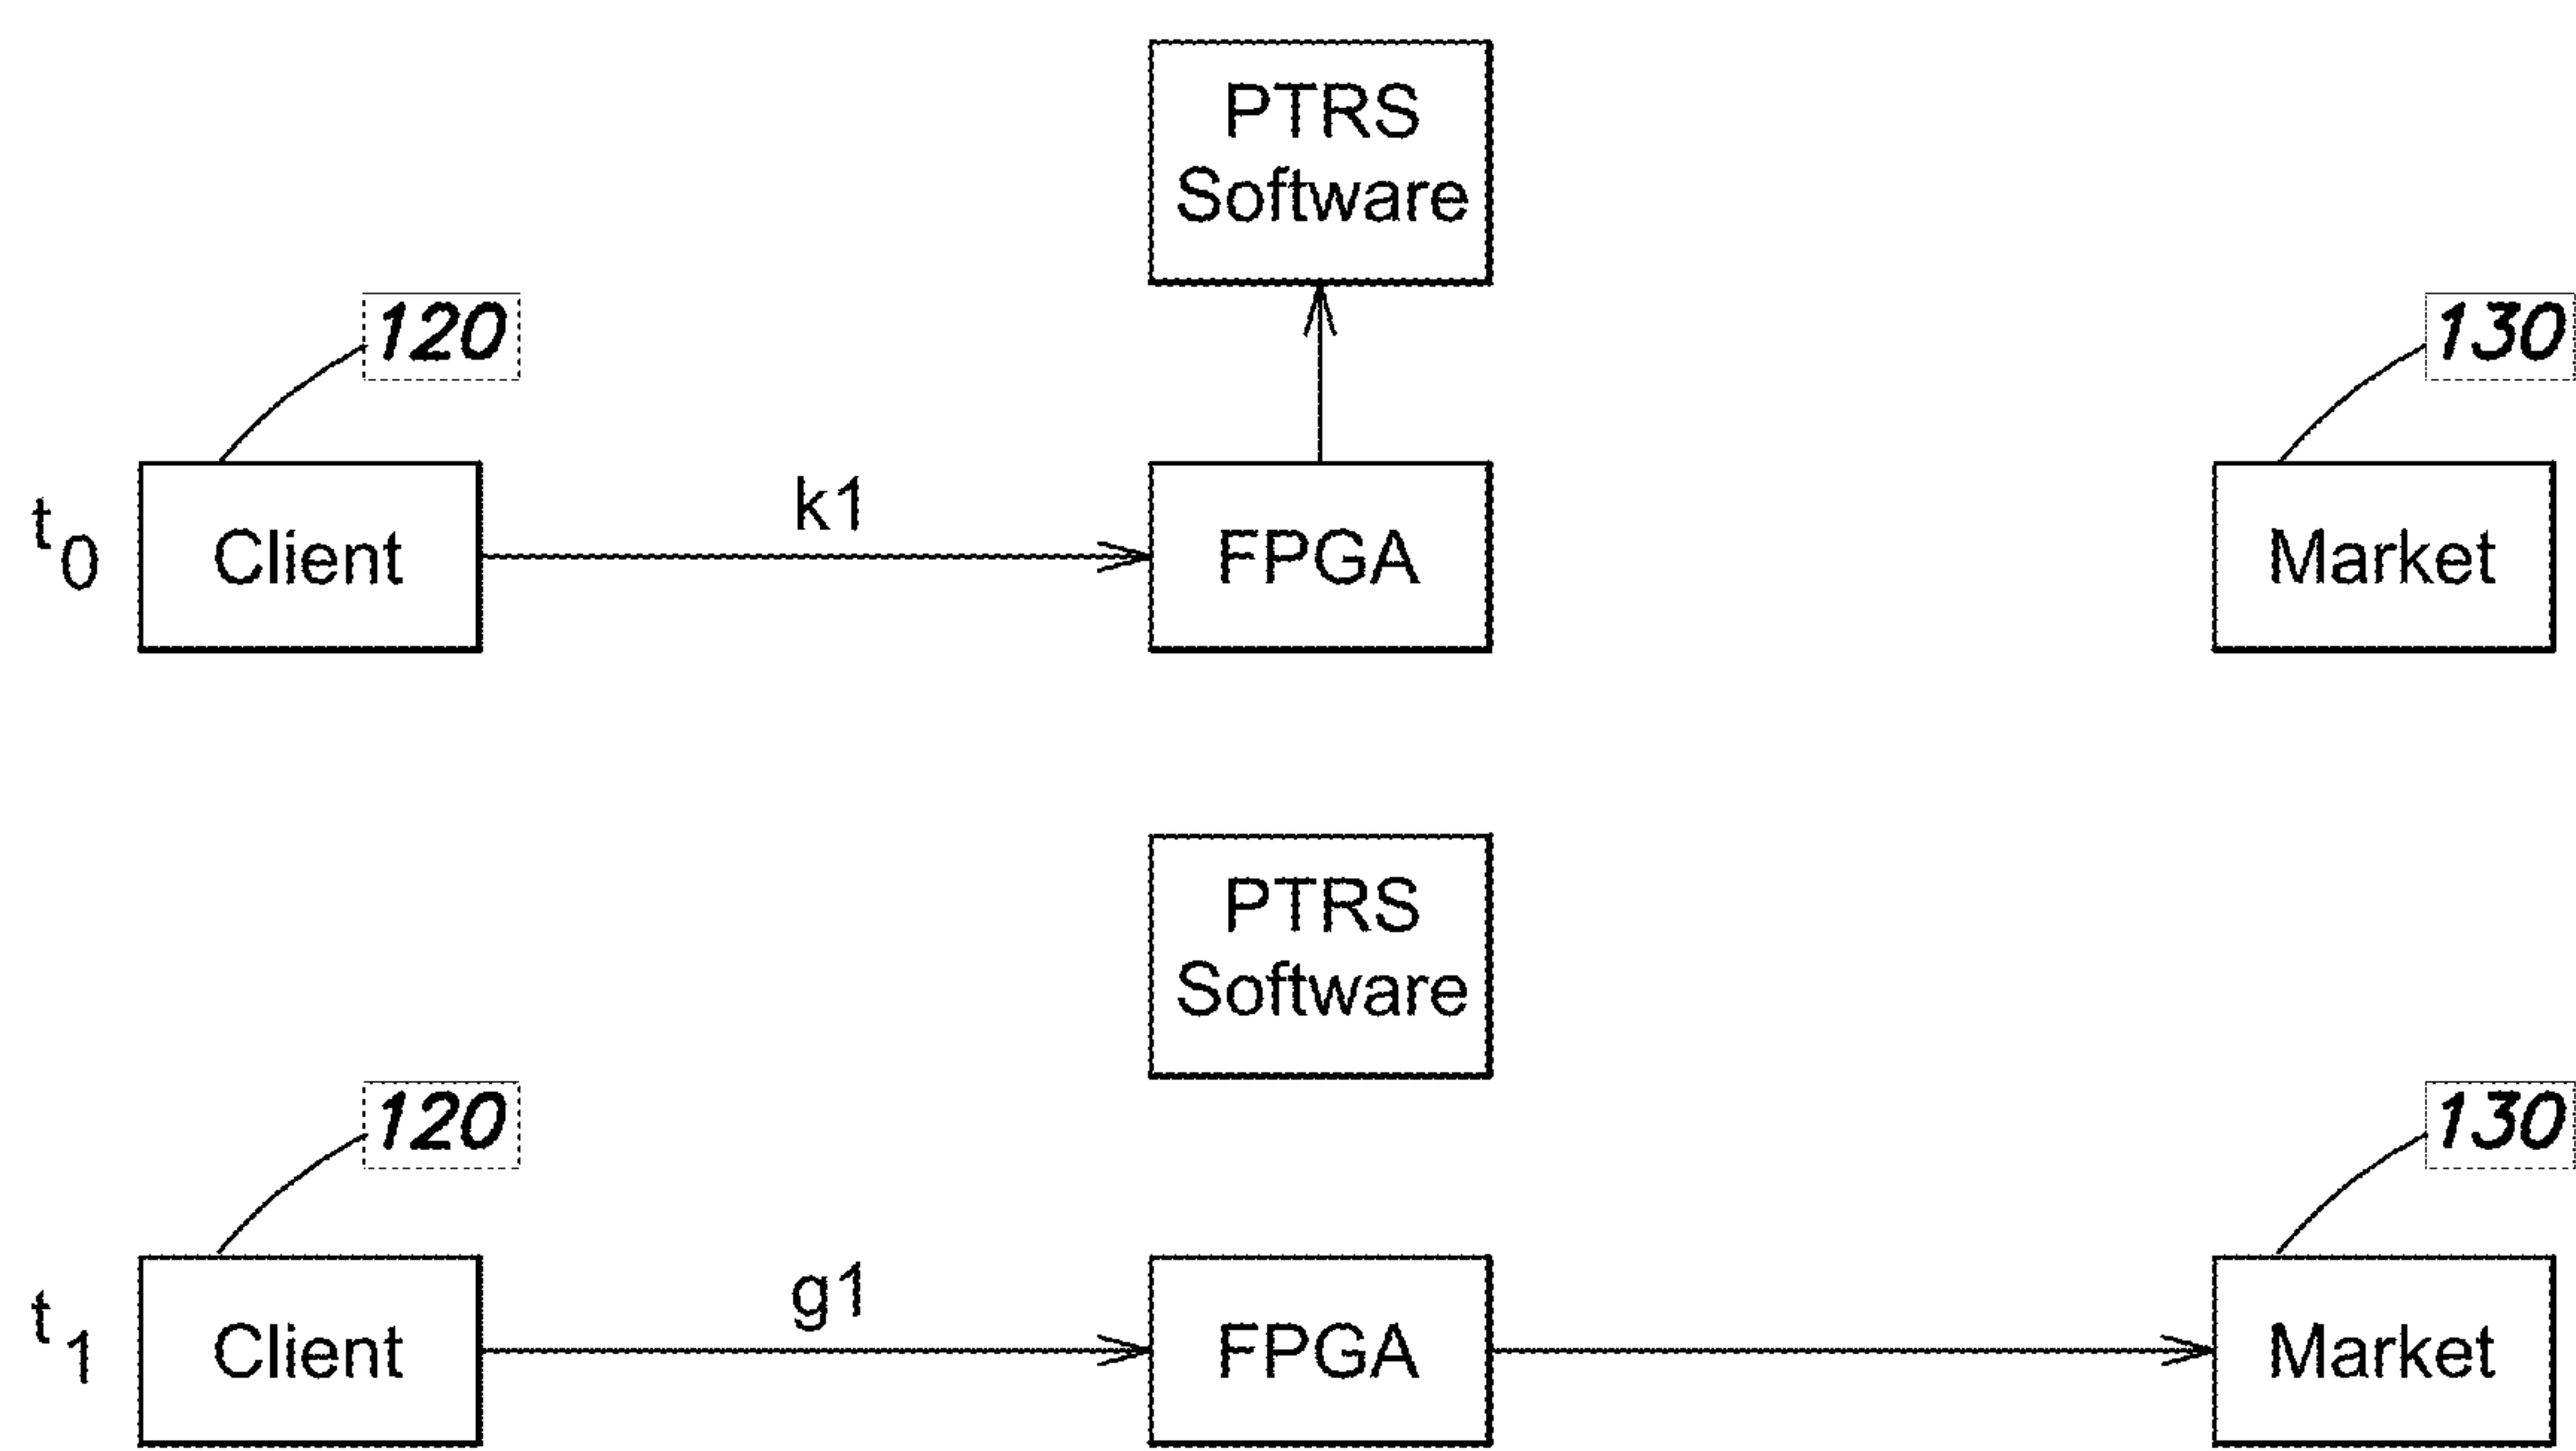 PTRS
Software
120
130
t0
Client
k1
FPGA
Market
PTRS
Software
120
130
t1
Client
g1
FPGA
Market